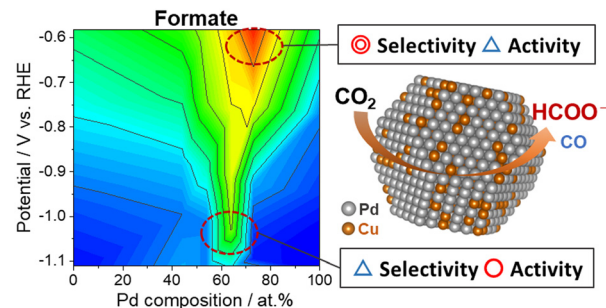 Formate
Potential / V vs. RHE
-0.6
-0.7
-0.8
-0.9
-1.0
-1.1
0 20 40 60 80 100
Pd composition / at.%
◎ Selectivity △ Activity
CO₂
HCOO⁻
CO
Pd
Cu
△ Selectivity ○ Activity